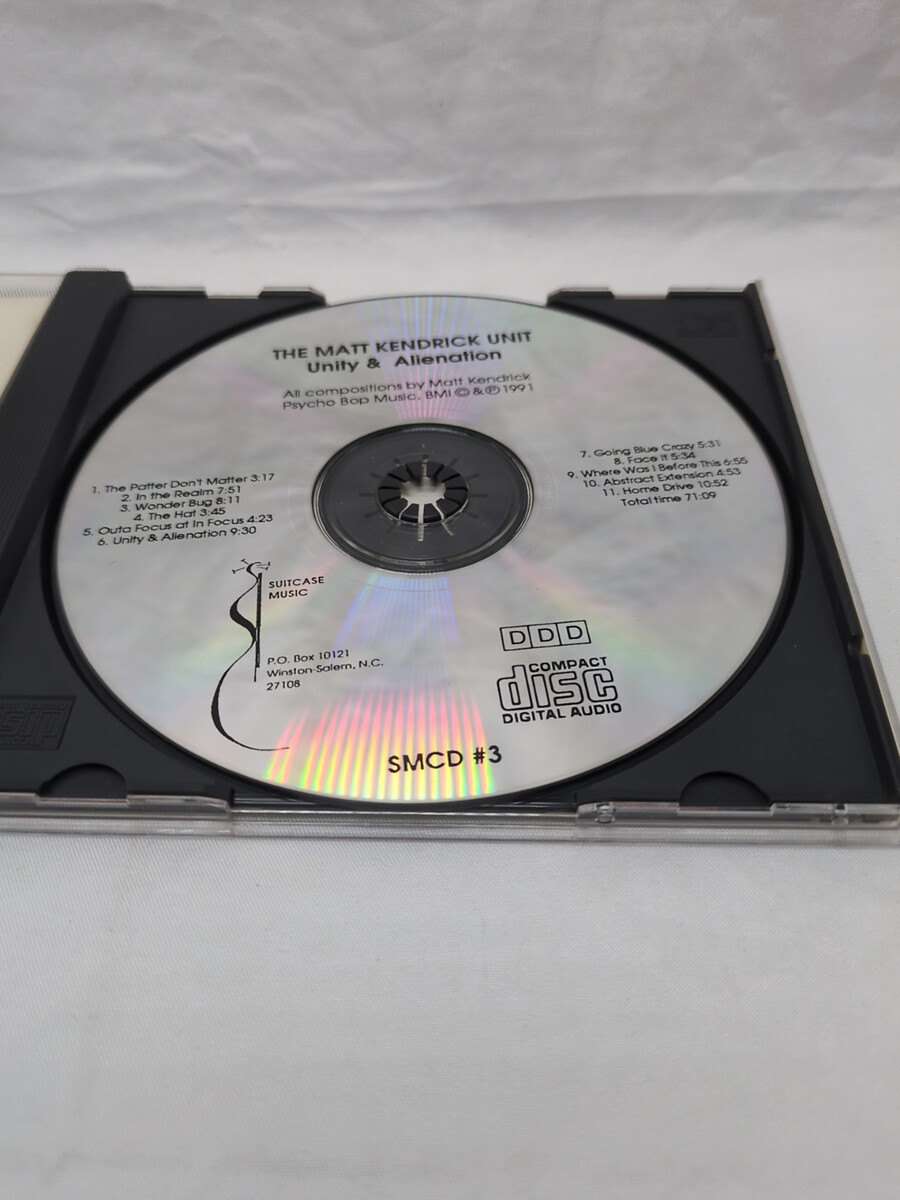 THE MATT KENDRICK UNIT
Unity & Alienation
All compositions by Matt Kendrick
Psycho Bop Music, BMI © & ℗ 1991
1. The Patter Don't Matter 3:17
2. In the Realm 7:51
3. Wonder Bug 8:11
4. The Hat 3:45
5. Outa Focus at In Focus 4:23
6. Unity & Alienation 9:30
7. Going Blue Crazy 5:31
8. Face It 5:34
9. Where Was I Before This 6:55
10. Abstract Extension 4:53
11. Home Drive 10:52
Total time 71:09
SUITCASE
MUSIC
P.O. Box 10121
Winston-Salem, N.C.
27108
DDD
COMPACT
disc
DIGITAL AUDIO
SMCD #3